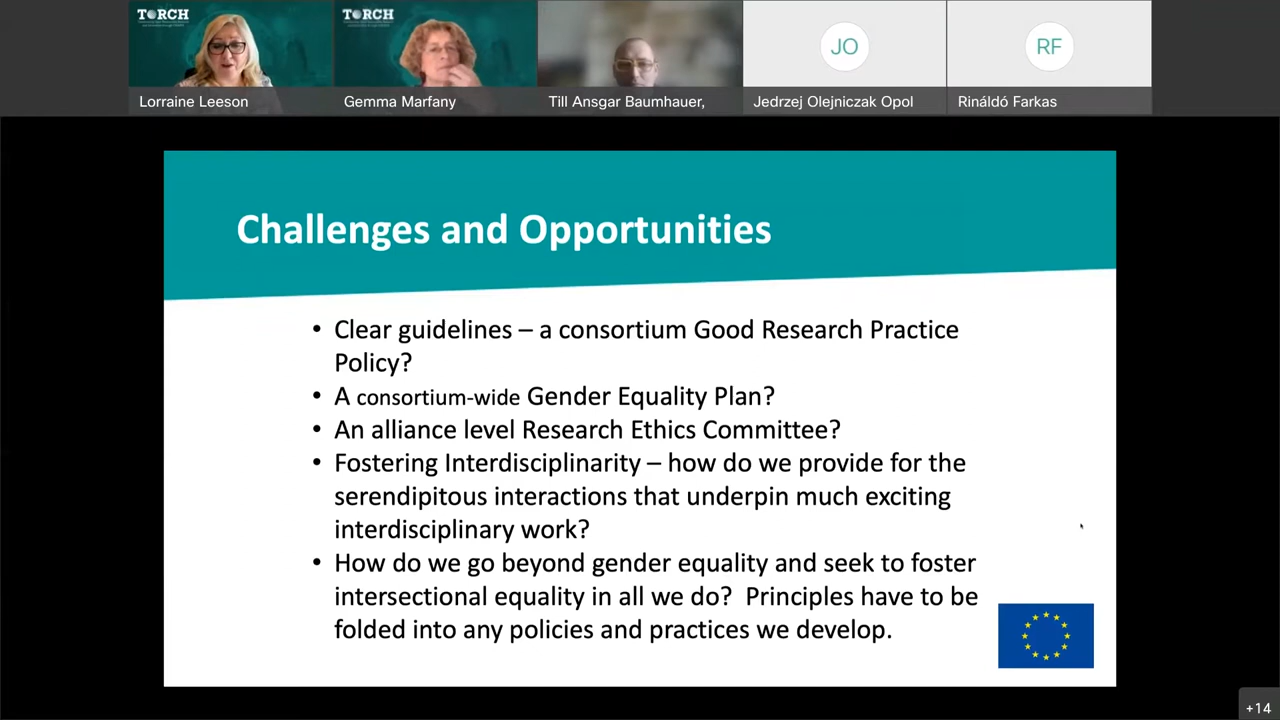 TORCH
TORCH
Lorraine Leeson
Gemma Marfany
Till Ansgar Baumhauer,
JO
Jedrzej Olejniczak Opol
RF
Rináldó Farkas
Challenges and Opportunities
• Clear guidelines – a consortium Good Research Practice
Policy?
• A consortium-wide Gender Equality Plan?
• An alliance level Research Ethics Committee?
• Fostering Interdisciplinarity – how do we provide for the
serendipitous interactions that underpin much exciting
interdisciplinary work?
• How do we go beyond gender equality and seek to foster
intersectional equality in all we do?  Principles have to be
folded into any policies and practices we develop.
+14